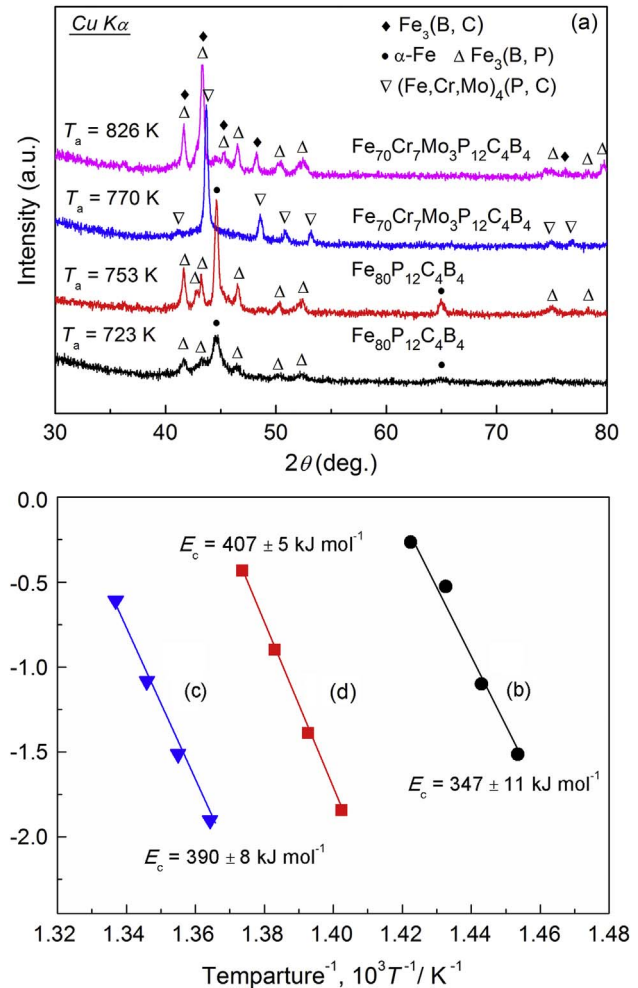 Cu Kα
(a)
◆ Fe₃(B, C)
● α-Fe △ Fe₃(B, P)
▽ (Fe,Cr,Mo)₄(P, C)
Tₐ = 826 K
Fe₇₀Cr₇Mo₃P₁₂C₄B₄
Tₐ = 770 K
Fe₇₀Cr₇Mo₃P₁₂C₄B₄
Tₐ = 753 K
Fe₈₀P₁₂C₄B₄
Tₐ = 723 K
Fe₈₀P₁₂C₄B₄
Intensity (a.u.)
30 40 50 60 70 80
2θ (deg.)
0.0
-0.5
-1.0
-1.5
-2.0
E꜀ = 407 ± 5 kJ mol⁻¹
(c) (d) (b)
E꜀ = 347 ± 11 kJ mol⁻¹
E꜀ = 390 ± 8 kJ mol⁻¹
1.32 1.34 1.36 1.38 1.40 1.42 1.44 1.46 1.48
Temparture⁻¹, 10³T⁻¹/ K⁻¹